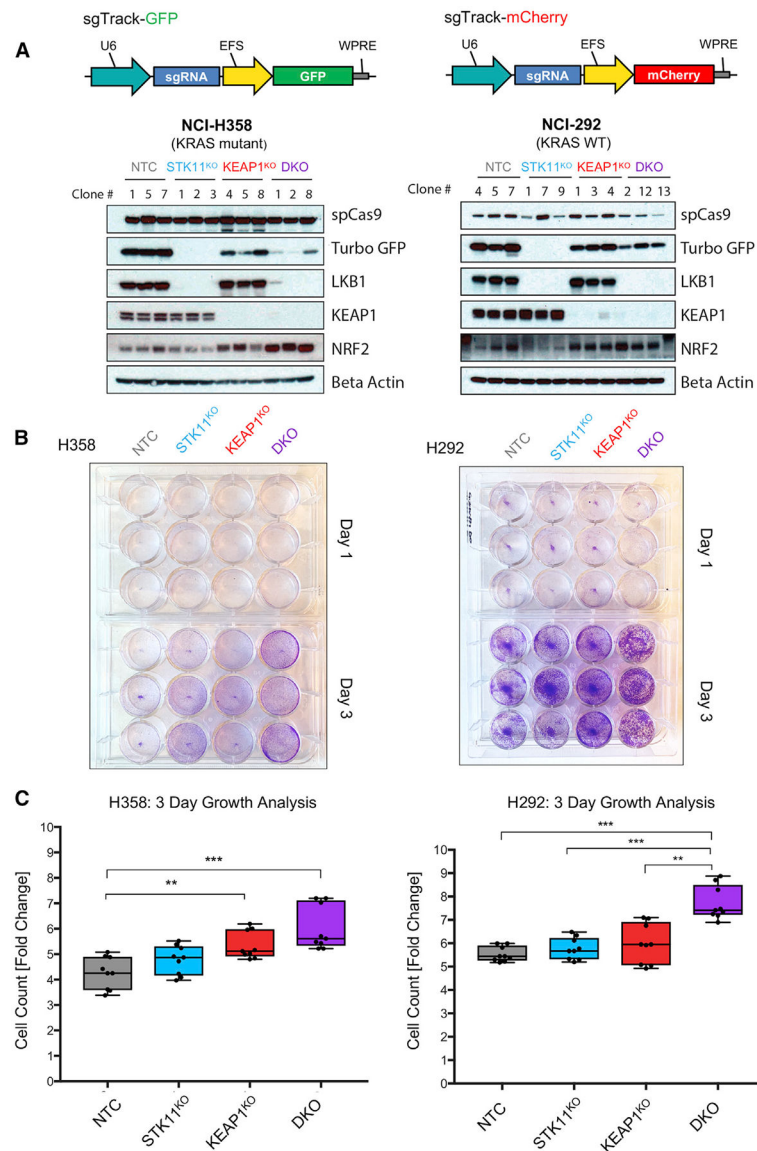 sgTrack-GFP
sgTrack-mCherry
A
U6
EFS
WPRE
sgRNA
GFP
U6
EFS
WPRE
sgRNA
mCherry
NCI-H358
(KRAS mutant)
NTC STK11KO KEAP1KO DKO
Clone # 1 5 7 1 2 3 4 5 8 1 2 8
spCas9
Turbo GFP
LKB1
KEAP1
NRF2
Beta Actin
NCI-292
(KRAS WT)
NTC STK11KO KEAP1KO DKO
Clone # 4 5 7 1 7 9 1 3 4 2 12 13
spCas9
Turbo GFP
LKB1
KEAP1
NRF2
Beta Actin
B
H358
NTC STK11KO KEAP1KO DKO
Day 1
Day 3
H292
NTC STK11KO KEAP1KO DKO
Day 1
Day 3
C
H358: 3 Day Growth Analysis
Cell Count [Fold Change]
10
9
8
7
6
5
4
3
2
1
0
***
**
NTC STK11KO KEAP1KO DKO
H292: 3 Day Growth Analysis
Cell Count [Fold Change]
10
9
8
7
6
5
4
3
2
1
0
***
***
**
NTC STK11KO KEAP1KO DKO